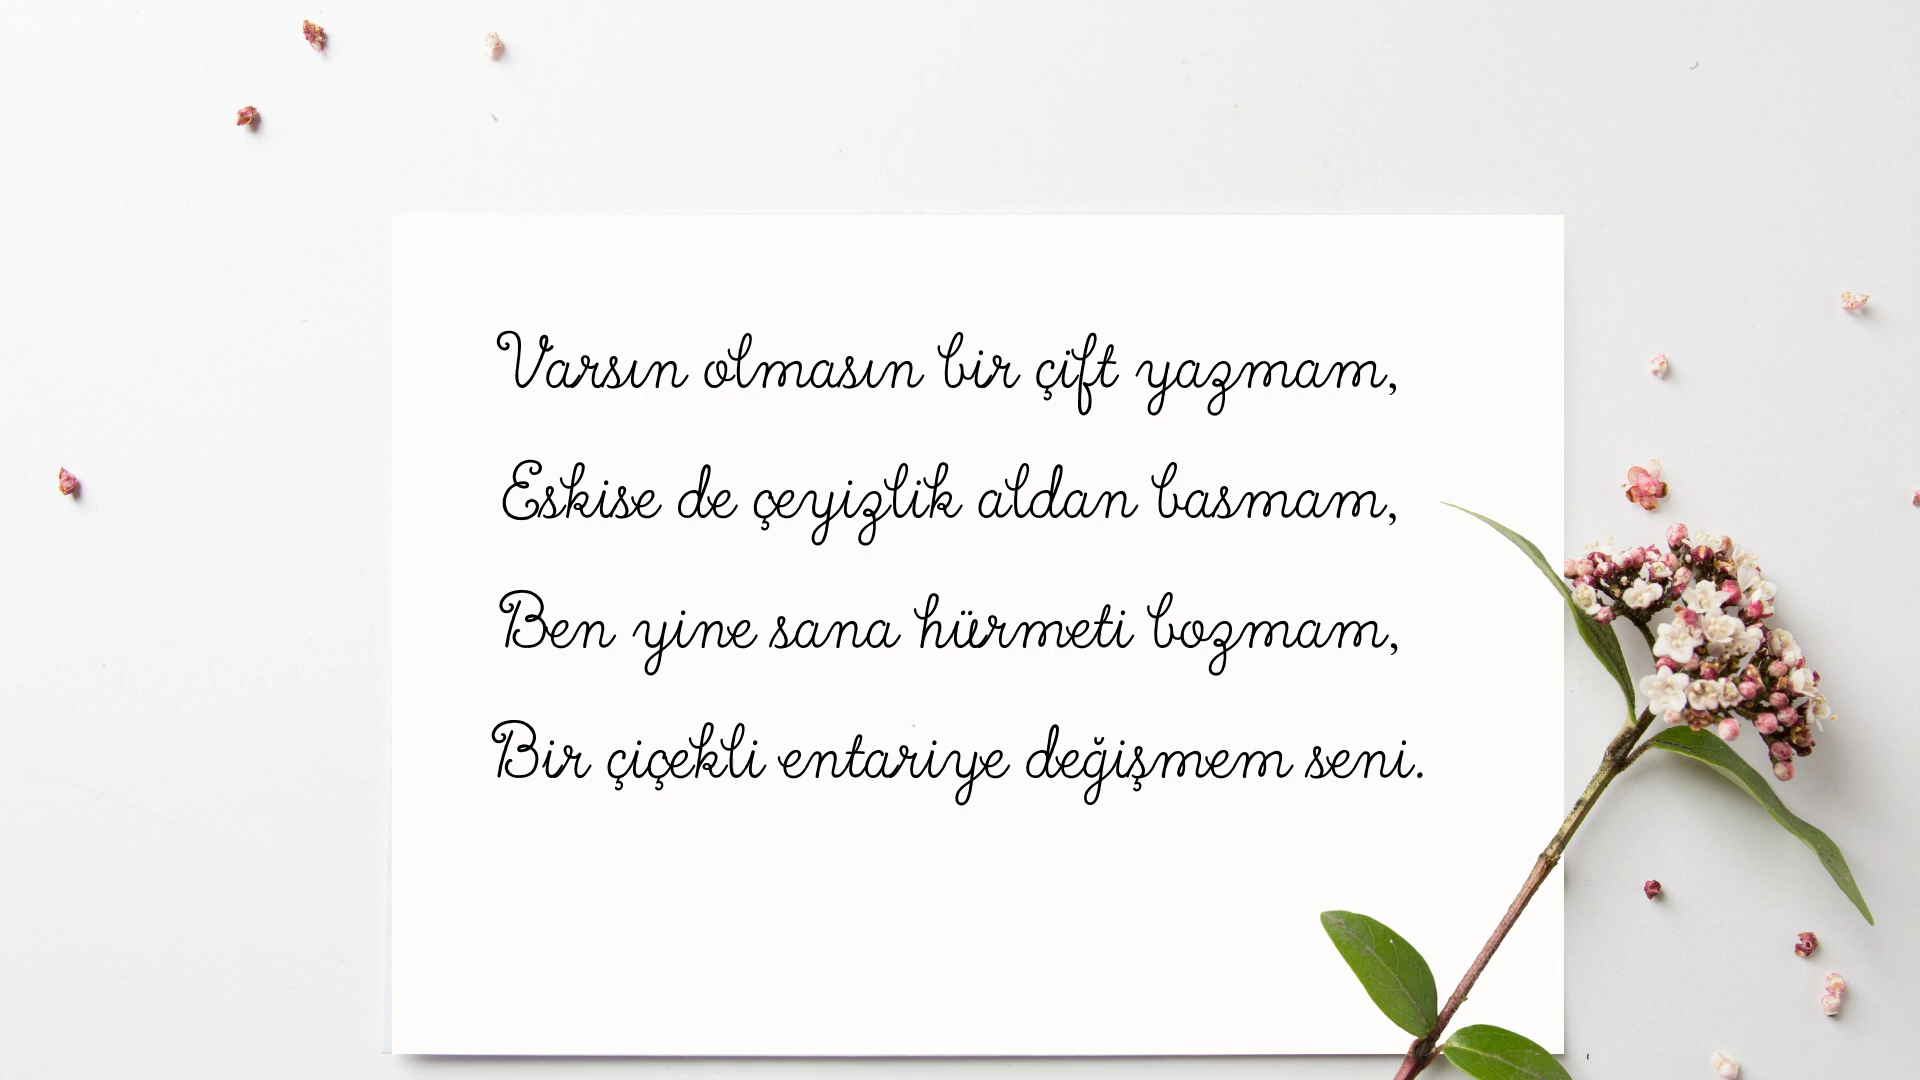 Varsın olmasın bir çift yazmam,
Eskise de çeyizlik aldan basmam,
Ben yine sana hürmeti bozmam,
Bir çiçekli entariye değişmem seni.